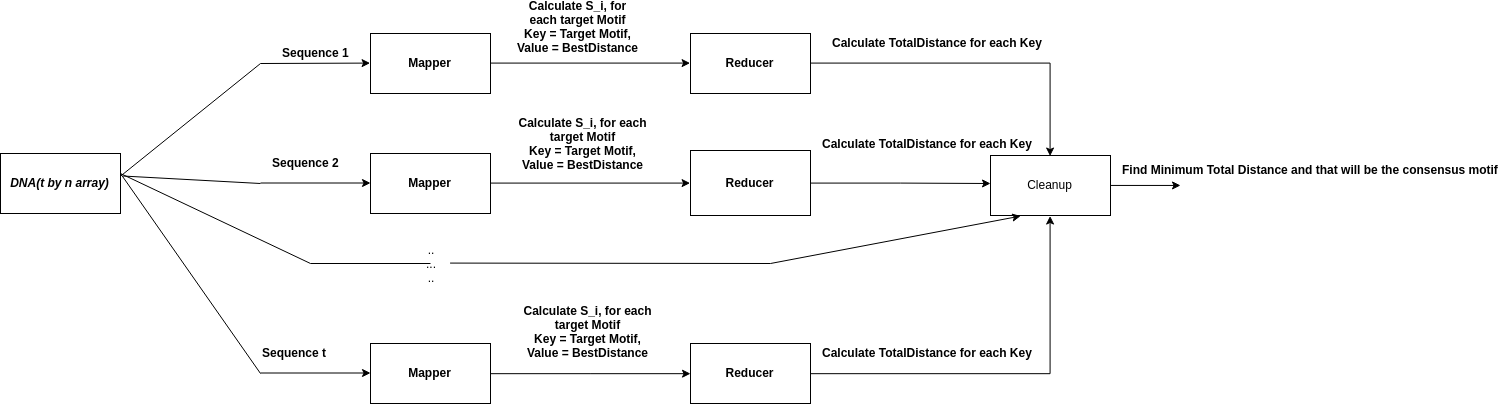 Calculate S_i, for
each target Motif
Key = Target Motif,
Value = BestDistance
Sequence 1
Mapper
Reducer
Calculate TotalDistance for each Key
Calculate S_i, for each
target Motif
Key = Target Motif,
Value = BestDistance
Sequence 2
Mapper
Reducer
Calculate TotalDistance for each Key
DNA(t by n array)
Cleanup
Find Minimum Total Distance and that will be the consensus motif
..
...
..
Calculate S_i, for each
target Motif
Key = Target Motif,
Value = BestDistance
Sequence t
Mapper
Reducer
Calculate TotalDistance for each Key